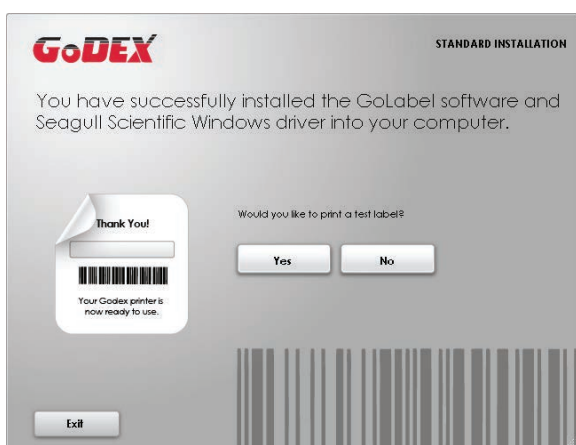 GoDEX
STANDARD INSTALLATION
You have successfully installed the GoLabel software and
Seagull Scientific Windows driver into your computer.
Thank You!
Your Godex printer is
now ready to use.
Would you like to print a test label?
Yes
No
Exit